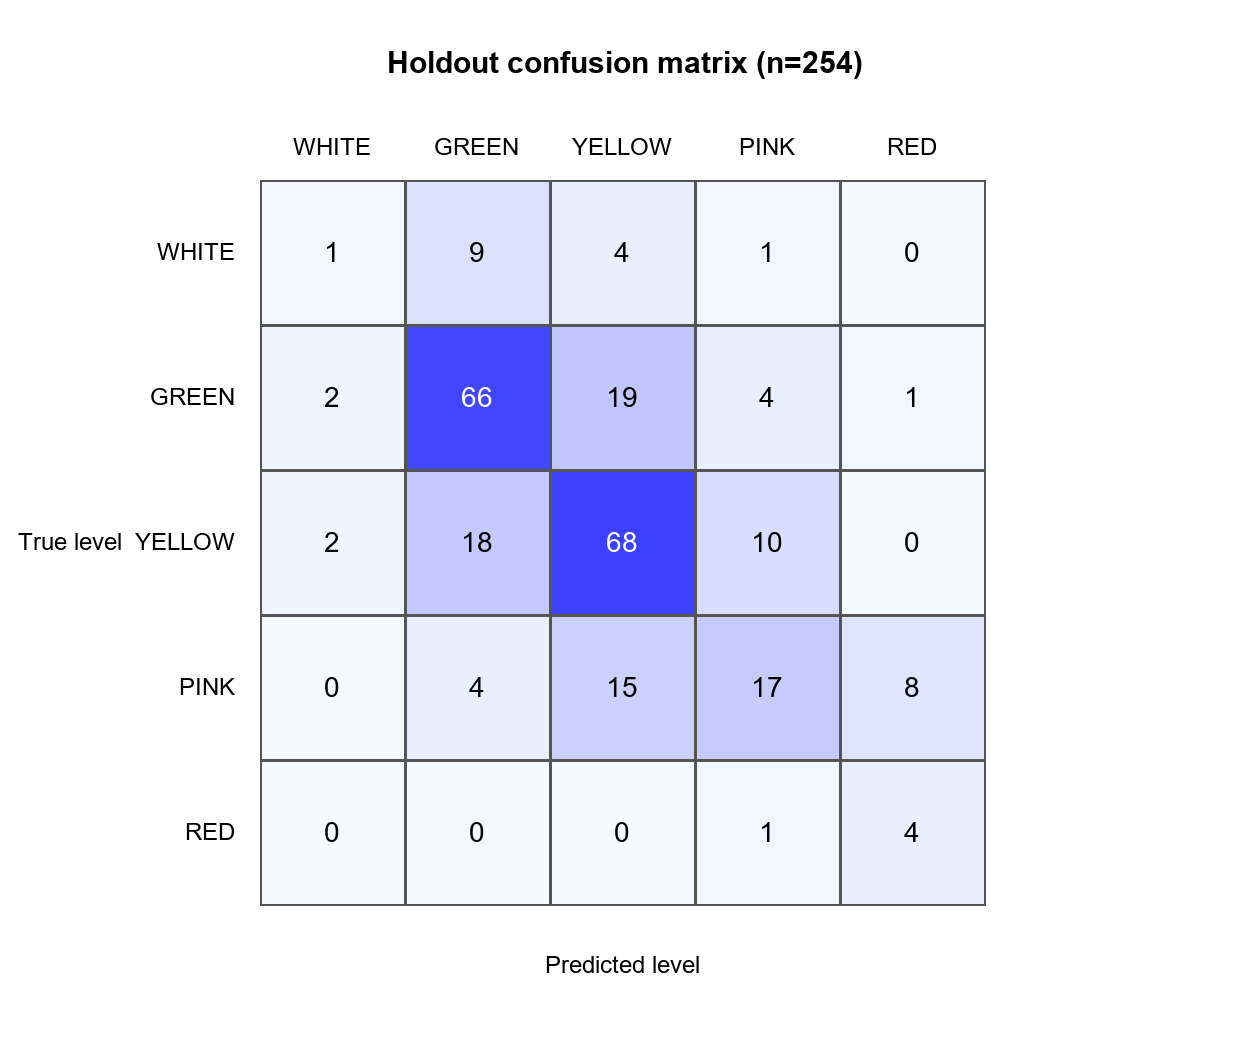 Holdout confusion matrix (n=254)
WHITE GREEN YELLOW PINK RED
WHITE 1 9 4 1 0
GREEN 2 66 19 4 1
True level YELLOW 2 18 68 10 0
PINK 0 4 15 17 8
RED 0 0 0 1 4
Predicted level